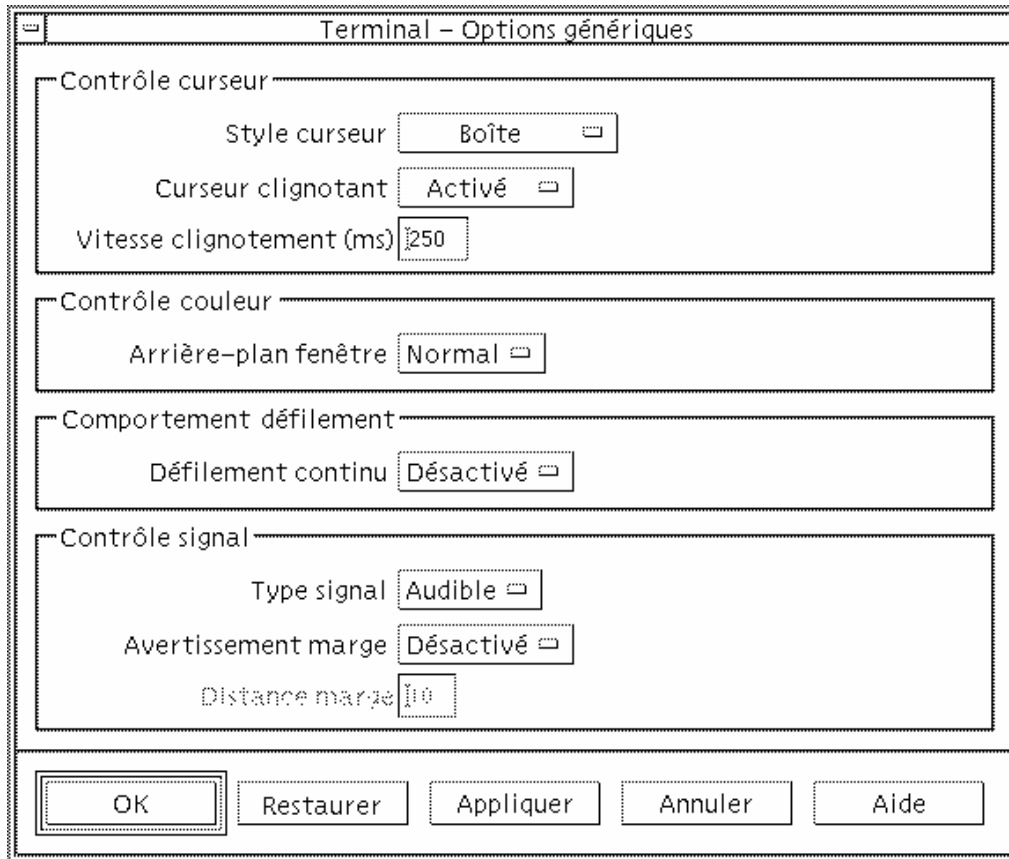 Terminal – Options génériques
Contrôle curseur
Style curseur Boîte
Curseur clignotant Activé
Vitesse clignotement (ms) 250
Contrôle couleur
Arrière–plan fenêtre Normal
Comportement défilement
Défilement continu Désactivé
Contrôle signal
Type signal Audible
Avertissement marge Désactivé
Distance marge 10
OK Restaurer Appliquer Annuler Aide